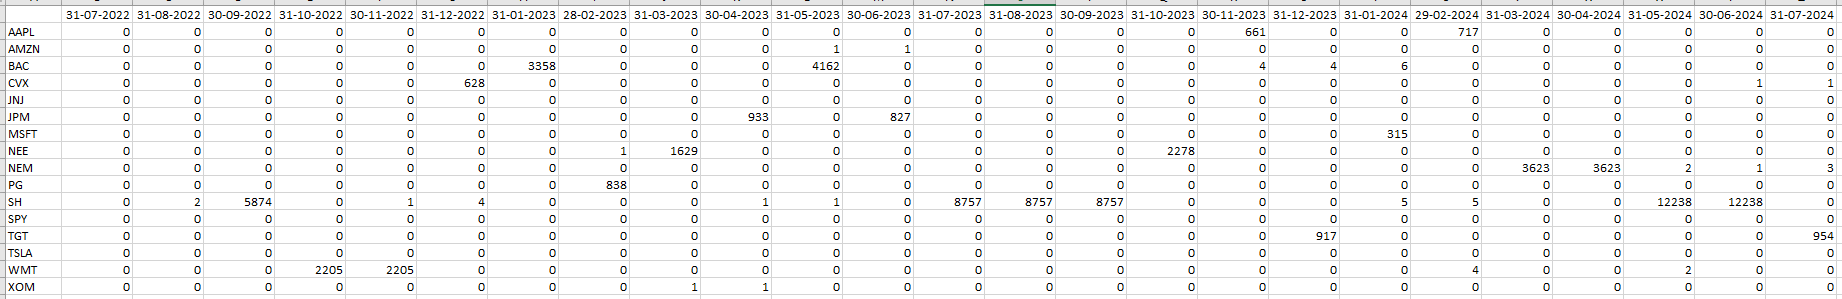 31-07-2022 31-08-2022 30-09-2022 31-10-2022 30-11-2022 31-12-2022 31-01-2023 28-02-2023 31-03-2023 30-04-2023 31-05-2023 30-06-2023 31-07-2023 31-08-2023 30-09-2023 31-10-2023 30-11-2023 31-12-2023 31-01-2024 29-02-2024 31-03-2024 30-04-2024 31-05-2024 30-06-2024 31-07-2024
AAPL 0 0 0 0 0 0 0 0 0 0 0 0 0 0 0 0 661 0 0 717 0 0 0 0 0
AMZN 0 0 0 0 0 0 0 0 0 0 1 1 0 0 0 0 0 0 0 0 0 0 0 0 0
BAC 0 0 0 0 0 0 3358 0 0 0 4162 0 0 0 0 0 4 4 6 0 0 0 0 0 0
CVX 0 0 0 0 0 628 0 0 0 0 0 0 0 0 0 0 0 0 0 0 0 0 0 1 1
JNJ 0 0 0 0 0 0 0 0 0 0 0 0 0 0 0 0 0 0 0 0 0 0 0 0 0
JPM 0 0 0 0 0 0 0 0 0 933 0 827 0 0 0 0 0 0 0 0 0 0 0 0 0
MSFT 0 0 0 0 0 0 0 0 0 0 0 0 0 0 0 0 0 0 315 0 0 0 0 0 0
NEE 0 0 0 0 0 0 0 1 1629 0 0 0 0 0 0 2278 0 0 0 0 0 0 0 0 0
NEM 0 0 0 0 0 0 0 0 0 0 0 0 0 0 0 0 0 0 0 0 3623 3623 2 1 3
PG 0 0 0 0 0 0 0 838 0 0 0 0 0 0 0 0 0 0 0 0 0 0 0 0 0
SH 0 2 5874 0 1 4 0 0 0 1 1 0 8757 8757 8757 0 0 0 5 5 0 0 12238 12238 0
SPY 0 0 0 0 0 0 0 0 0 0 0 0 0 0 0 0 0 0 0 0 0 0 0 0 0
TGT 0 0 0 0 0 0 0 0 0 0 0 0 0 0 0 0 0 917 0 0 0 0 0 0 954
TSLA 0 0 0 0 0 0 0 0 0 0 0 0 0 0 0 0 0 0 0 0 0 0 0 0 0
WMT 0 0 0 2205 2205 0 0 0 0 0 0 0 0 0 0 0 0 0 0 4 0 0 2 0 0
XOM 0 0 0 0 0 0 0 0 1 1 0 0 0 0 0 0 0 0 0 0 0 0 0 0 0